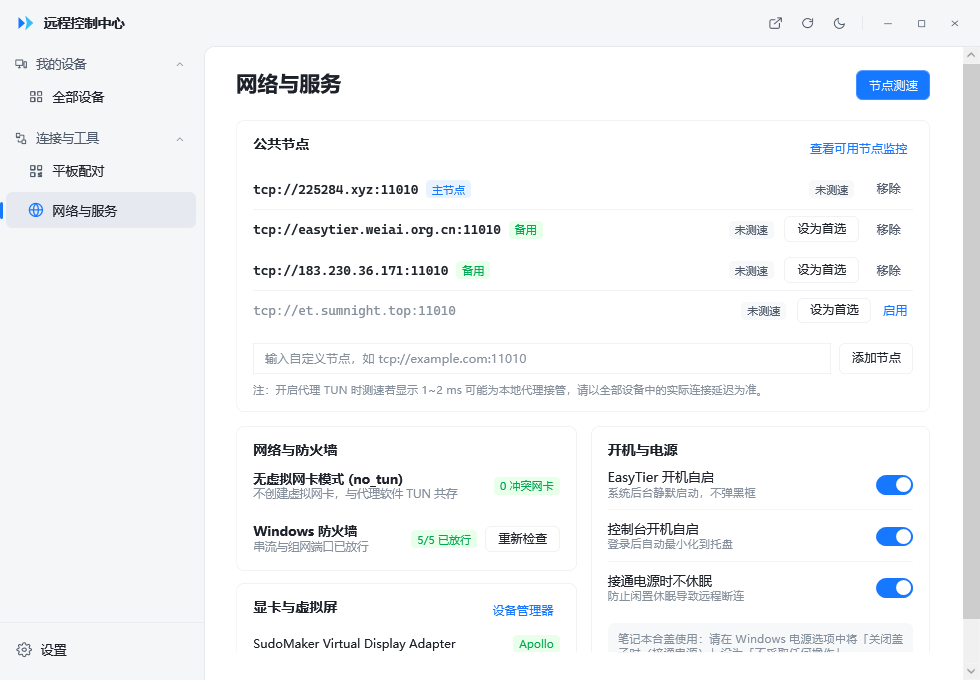 远程控制中心
我的设备
全部设备
连接与工具
平板配对
网络与服务
设置
网络与服务
节点测速
公共节点
查看可用节点监控
tcp://225284.xyz:11010 主节点 未测速 移除
tcp://easytier.weiai.org.cn:11010 备用 未测速 设为首选 移除
tcp://183.230.36.171:11010 备用 未测速 设为首选 移除
tcp://et.sumnight.top:11010 未测速 设为首选 启用
输入自定义节点，如 tcp://example.com:11010 添加节点
注：开启代理 TUN 时测速若显示 1~2 ms 可能为本地代理接管，请以全部设备中的实际连接延迟为准。
网络与防火墙
无虚拟网卡模式 (no_tun)
不创建虚拟网卡，与代理软件 TUN 共存
0 冲突网卡
Windows 防火墙
串流与组网端口已放行
5/5 已放行 重新检查
显卡与虚拟屏 设备管理器
SudoMaker Virtual Display Adapter Apollo
开机与电源
EasyTier 开机自启
系统后台静默启动，不弹黑框
控制台开机自启
登录后自动最小化到托盘
接通电源时不休眠
防止闲置休眠导致远程断连
笔记本合盖使用：请在 Windows 电源选项中将「关闭盖
子时（接通电源）」设为「不采取任何操作」